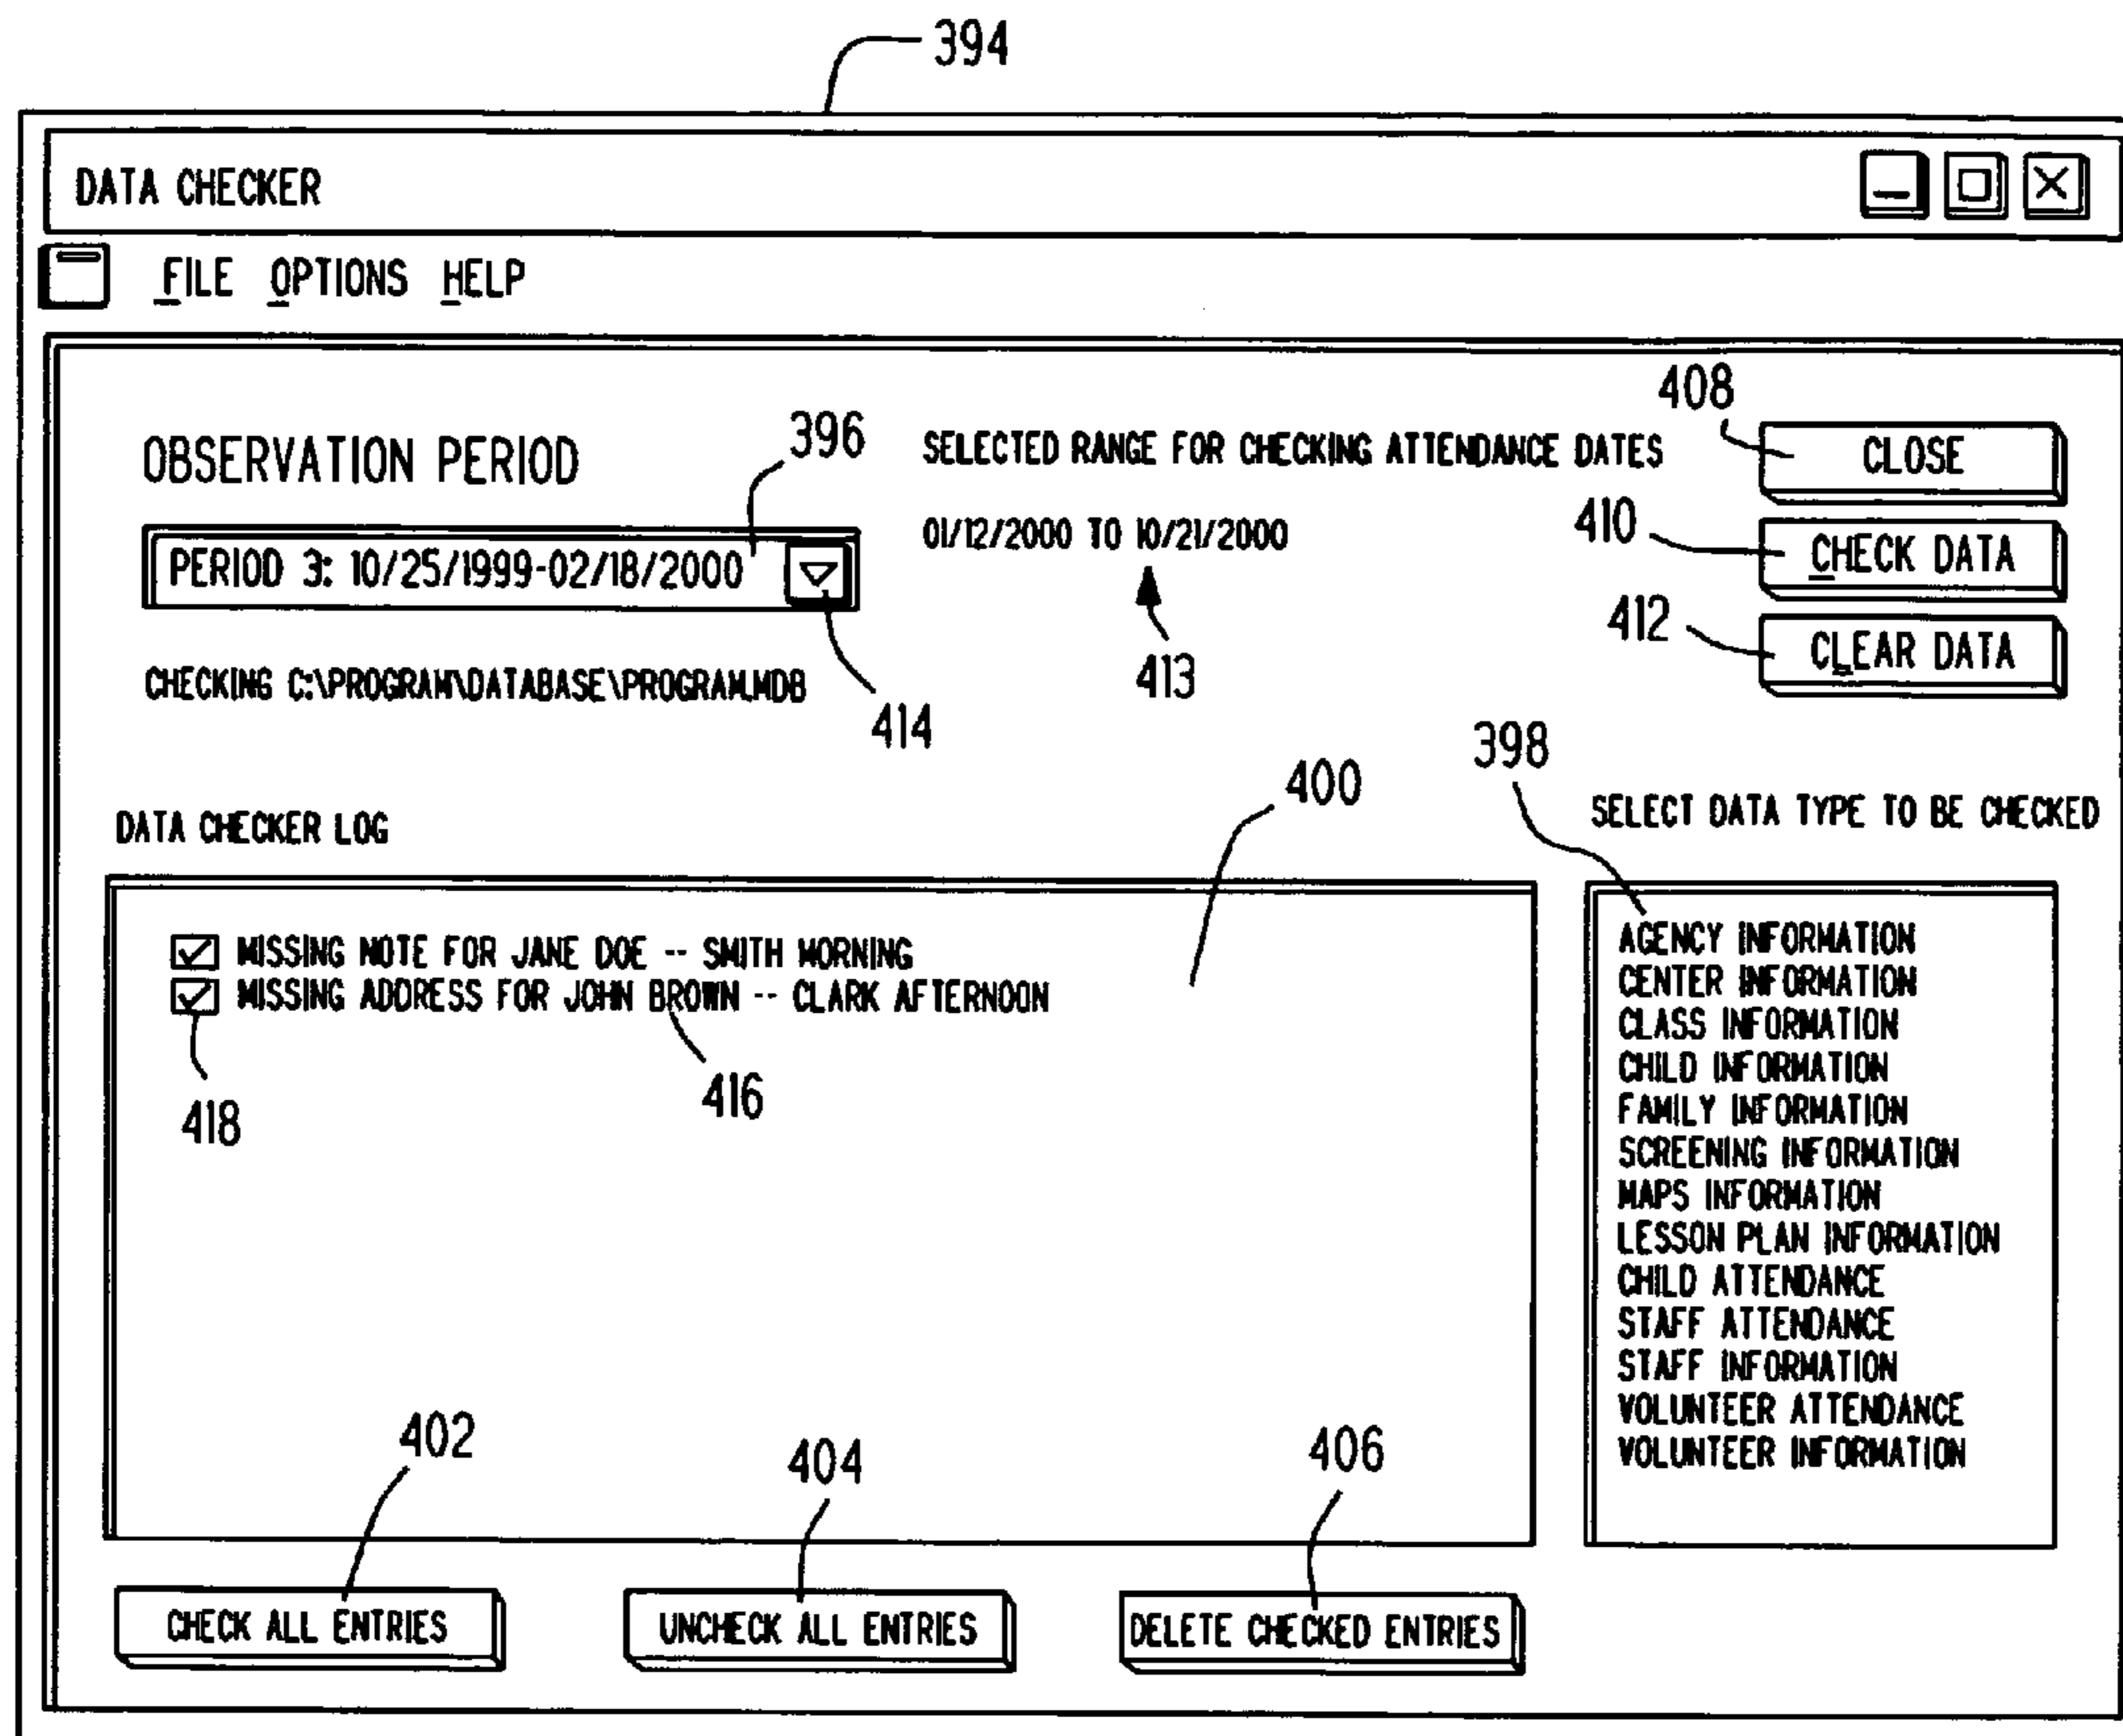 394
DATA CHECKER
FILE OPTIONS HELP
OBSERVATION PERIOD
396
SELECTED RANGE FOR CHECKING ATTENDANCE DATES
408
CLOSE
PERIOD 3: 10/25/1999-02/18/2000
01/12/2000 TO 10/21/2000
410
CHECK DATA
413
412
CLEAR DATA
CHECKING C:\PROGRAM\DATABASE\PROGRAM.MDB
414
398
400
DATA CHECKER LOG
SELECT DATA TYPE TO BE CHECKED
MISSING NOTE FOR JANE DOE -- SMITH MORNING
MISSING ADDRESS FOR JOHN BROWN -- CLARK AFTERNOON
418
416
AGENCY INFORMATION
CENTER INFORMATION
CLASS INFORMATION
CHILD INFORMATION
FAMILY INFORMATION
SCREENING INFORMATION
MAPS INFORMATION
LESSON PLAN INFORMATION
CHILD ATTENDANCE
STAFF ATTENDANCE
STAFF INFORMATION
VOLUNTEER ATTENDANCE
VOLUNTEER INFORMATION
402
404
406
CHECK ALL ENTRIES
UNCHECK ALL ENTRIES
DELETE CHECKED ENTRIES